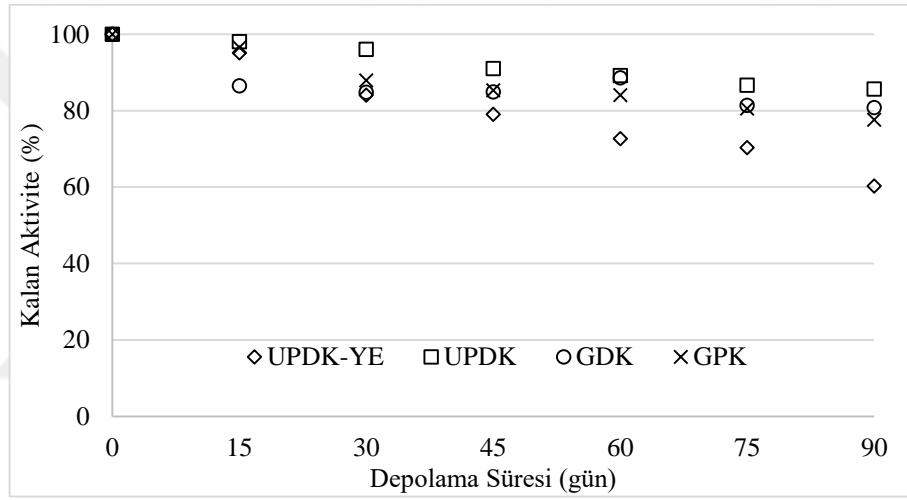 100
80
60
40
20
0
Kalan Aktivite (%)
UPDK-YE UPDK GDK GPK
0 15 30 45 60 75 90
Depolama Süresi (gün)